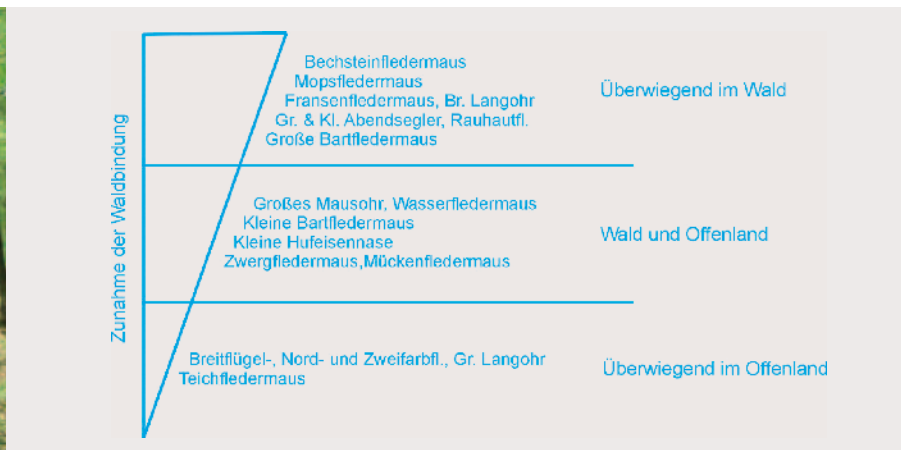 Zunahme der Waldbindung
Bechsteinfledermaus
Mopsfledermaus
Fransenfledermaus, Br. Langohr
Gr. & Kl. Abendsegler, Rauhautfl.
Große Bartfledermaus
Überwiegend im Wald
Großes Mausohr, Wasserfledermaus
Kleine Bartfledermaus
Kleine Hufeisennase
Zwergfledermaus,Mückenfledermaus
Wald und Offenland
Breitflügel-, Nord- und Zweifarbfl., Gr. Langohr
Teichfledermaus
Überwiegend im Offenland